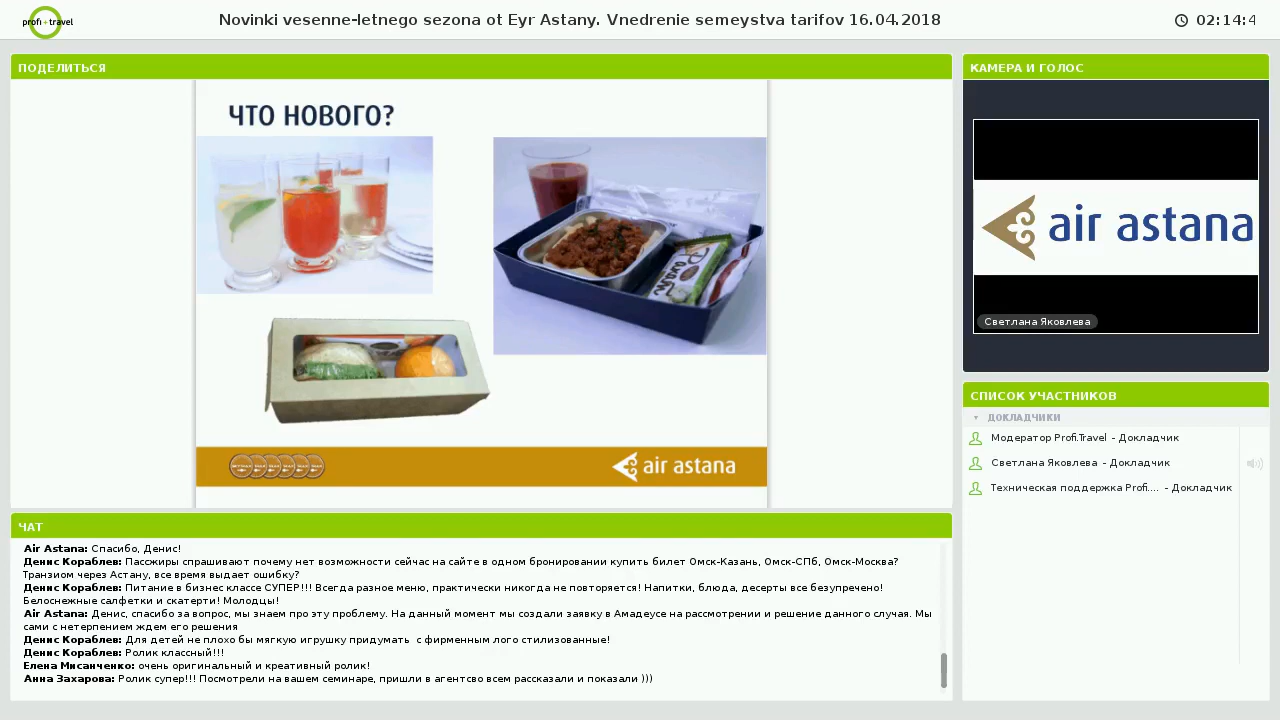 profi+travel
Novinki vesenne-letnego sezona ot Eyr Astany. Vnedrenie semeystva tarifov 16.04.2018
02:14:4
ПОДЕЛИТЬСЯ
ЧТО НОВОГО?
air astana
КАМЕРА И ГОЛОС
air astana
Светлана Яковлева
СПИСОК УЧАСТНИКОВ
ДОКЛАДЧИКИ
Модератор Profi.Travel - Докладчик
Светлана Яковлева - Докладчик
Техническая поддержка Profi.... - Докладчик
ЧАТ
Air Astana: Спасибо, Денис!
Денис Кораблев: Пассжиры спрашивают почему нет возможности сейчас на сайте в одном бронировании купить билет Омск-Казань, Омск-СПб, Омск-Москва?
Транзиом через Астану, все время выдает ошибку?
Денис Кораблев: Питание в бизнес классе СУПЕР!!! Всегда разное меню, практически никогда не повторяется! Напитки, блюда, десерты все безупречено!
Белоснежные салфетки и скатерти! Молодцы!
Air Astana: Денис, спасибо за вопрос, мы знаем про эту проблему. На данный момент мы создали заявку в Амадеусе на рассмотрении и решение данного случая. Мы
сами с нетерпением ждем его решения
Денис Кораблев: Для детей не плохо бы мягкую игрушку придумать с фирменным лого стилизованные!
Денис Кораблев: Ролик классный!!!
Елена Мисанченко: очень оригинальный и креативный ролик!
Анна Захарова: Ролик супер!!! Посмотрели на вашем семинаре, пришли в агентсво всем рассказали и показали )))